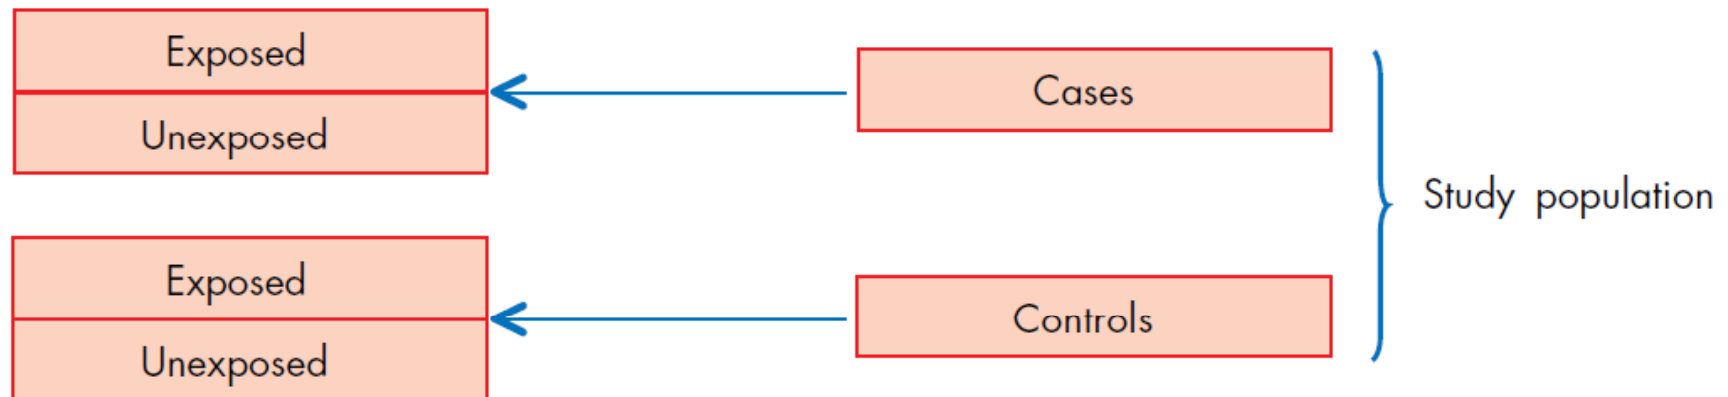 Exposed
Unexposed
Cases
Study population
Exposed
Unexposed
Controls